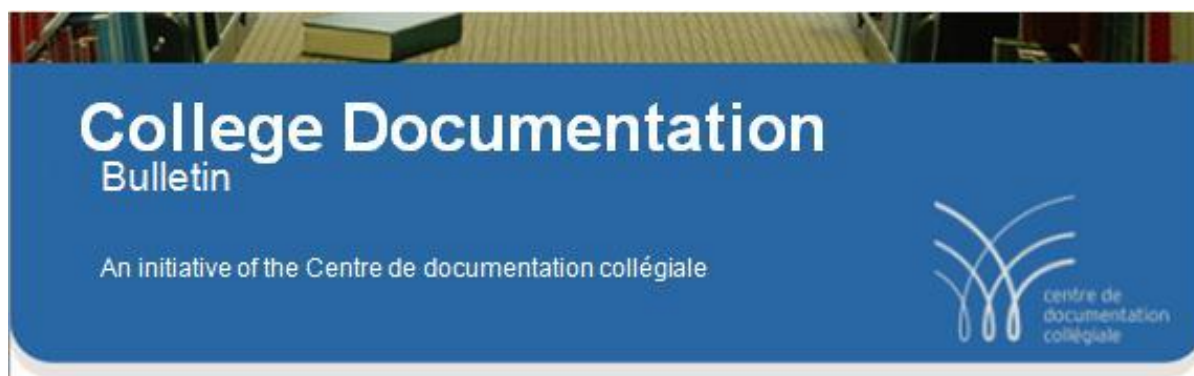 College Documentation
Bulletin
An initiative of the Centre de documentation collégiale
centre de
documentation
collégiale